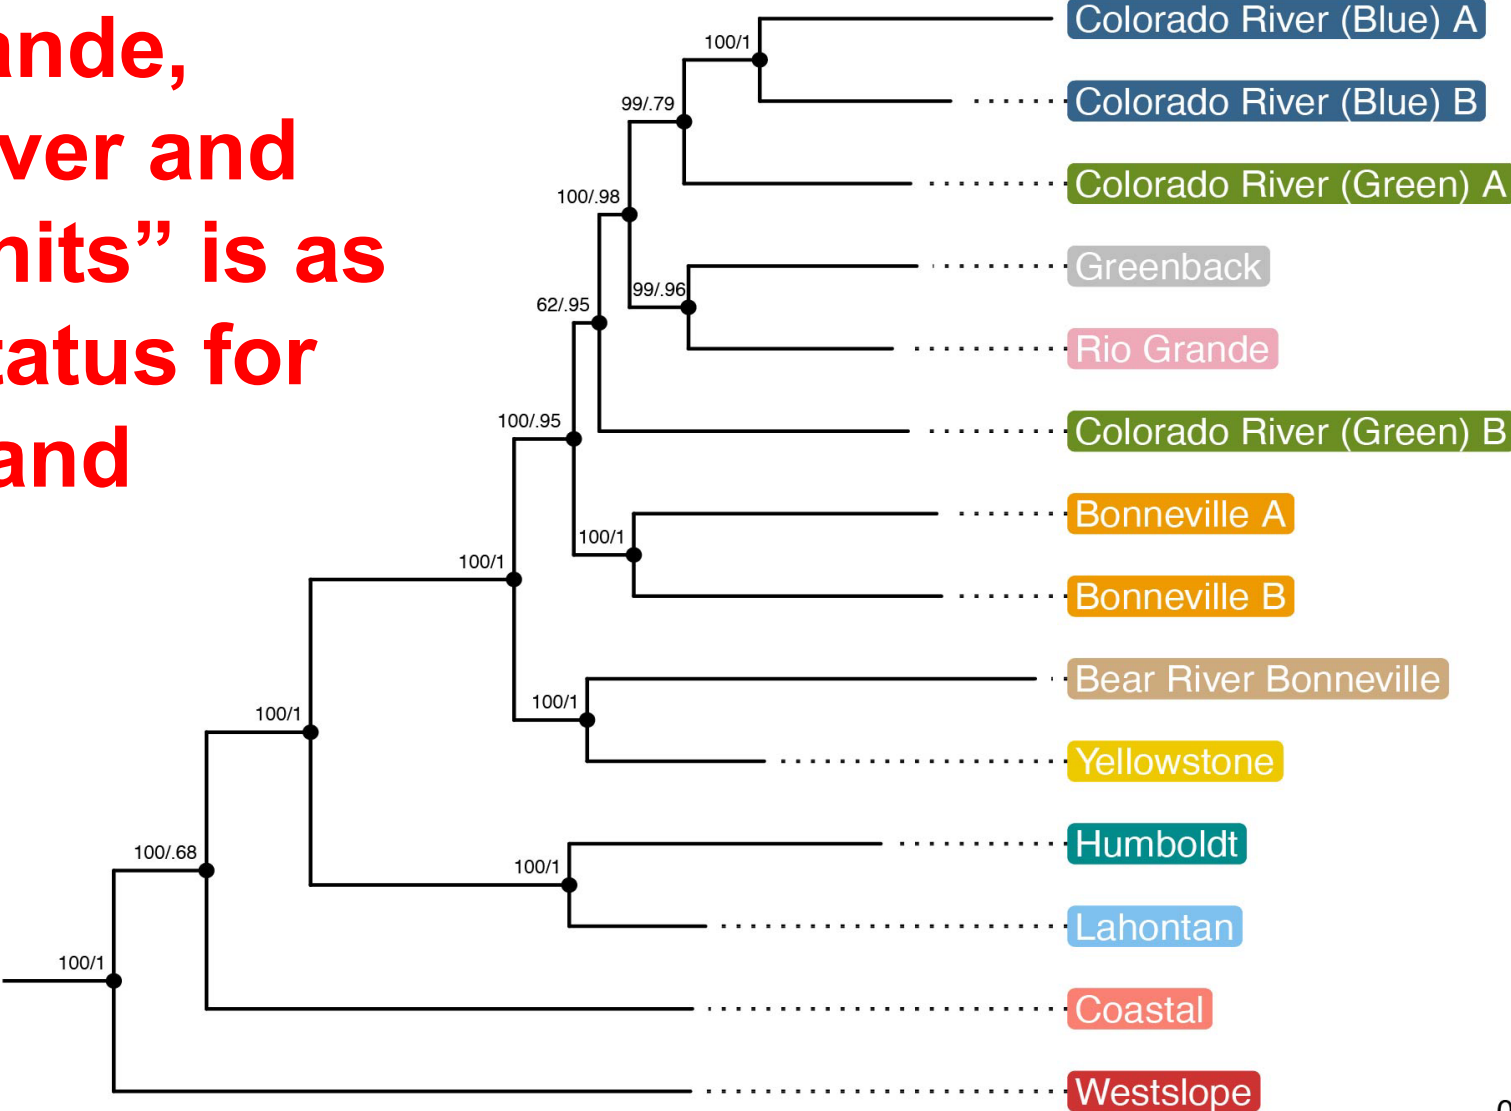 ande,
ver and
nits” is as
tatus for
and
100/1
Colorado River (Blue) A
99/.79
Colorado River (Blue) B
100/.98
Colorado River (Green) A
Greenback
99/.96
62/.95
Rio Grande
100/.95
Colorado River (Green) B
Bonneville A
100/1
100/1
Bonneville B
Bear River Bonneville
100/1
100/1
Yellowstone
Humboldt
100/.68
100/1
Lahontan
100/1
Coastal
Westslope